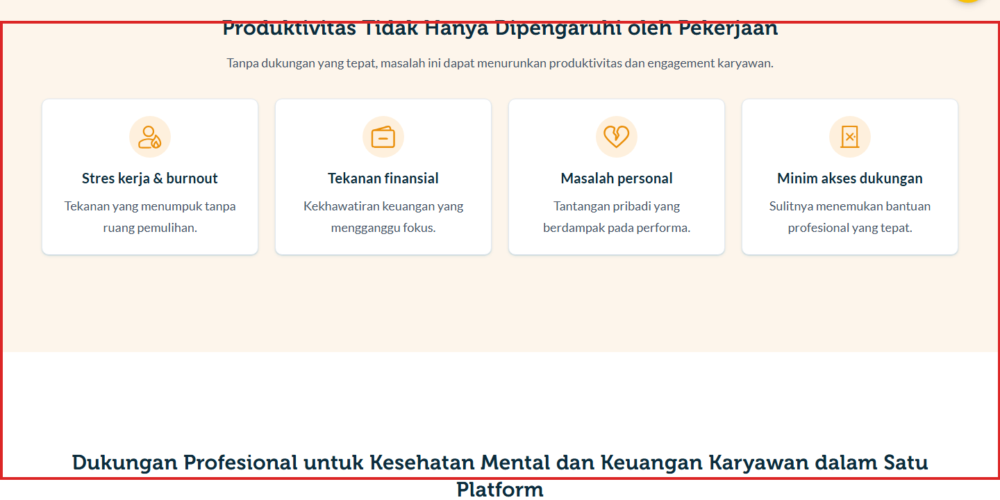 Produktivitas Tidak Hanya Dipengaruhi oleh Pekerjaan
Tanpa dukungan yang tepat, masalah ini dapat menurunkan produktivitas dan engagement karyawan.
Stres kerja & burnout
Tekanan yang menumpuk tanpa
ruang pemulihan.
Tekanan finansial
Kekhawatiran keuangan yang
mengganggu fokus.
Masalah personal
Tantangan pribadi yang
berdampak pada performa.
Minim akses dukungan
Sulitnya menemukan bantuan
profesional yang tepat.
Dukungan Profesional untuk Kesehatan Mental dan Keuangan Karyawan dalam Satu
Platform